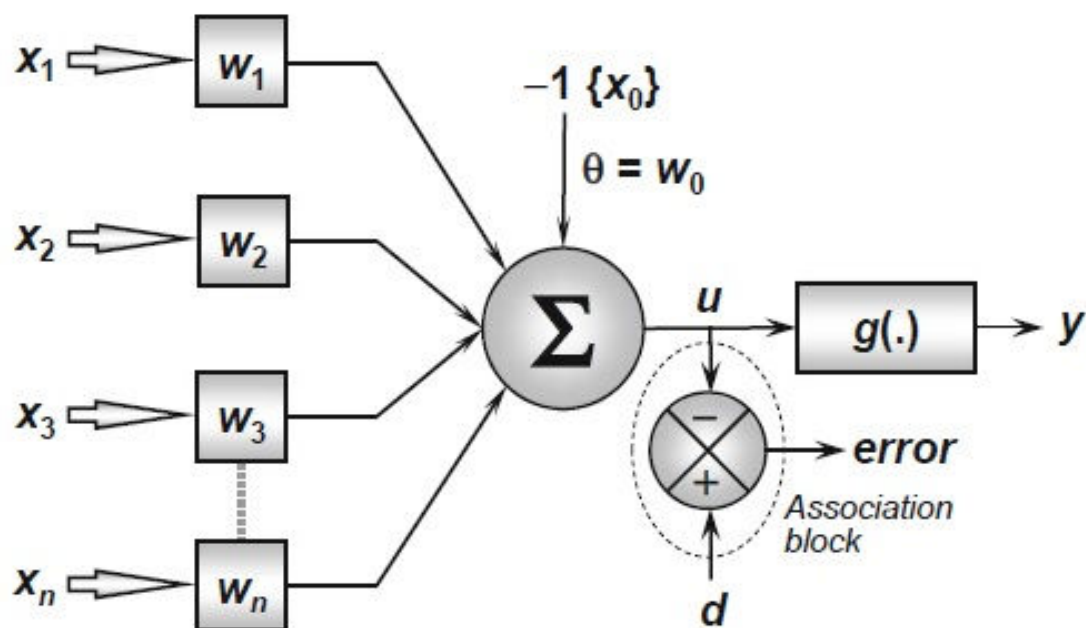 x₁
w₁
−1 {x₀}
θ = w₀
x₂
w₂
Σ
u
g(.)
y
x₃
w₃
−
+
error
Association
block
xₙ
wₙ
d